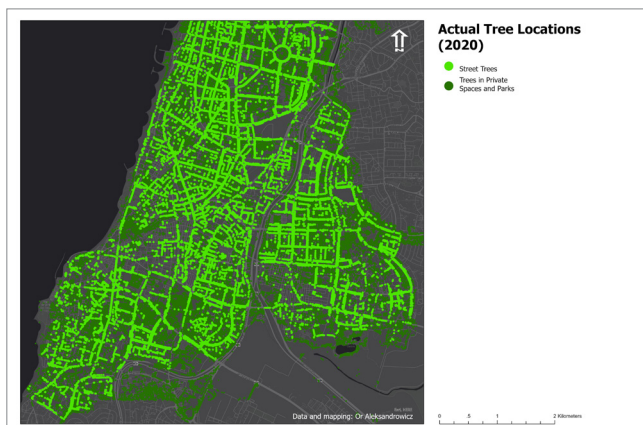 Actual Tree Locations
(2020)
Street Trees
Trees in Private
Spaces and Parks
Data and mapping: Or Aleksandrowicz
0 .5 1 2 Kilometers